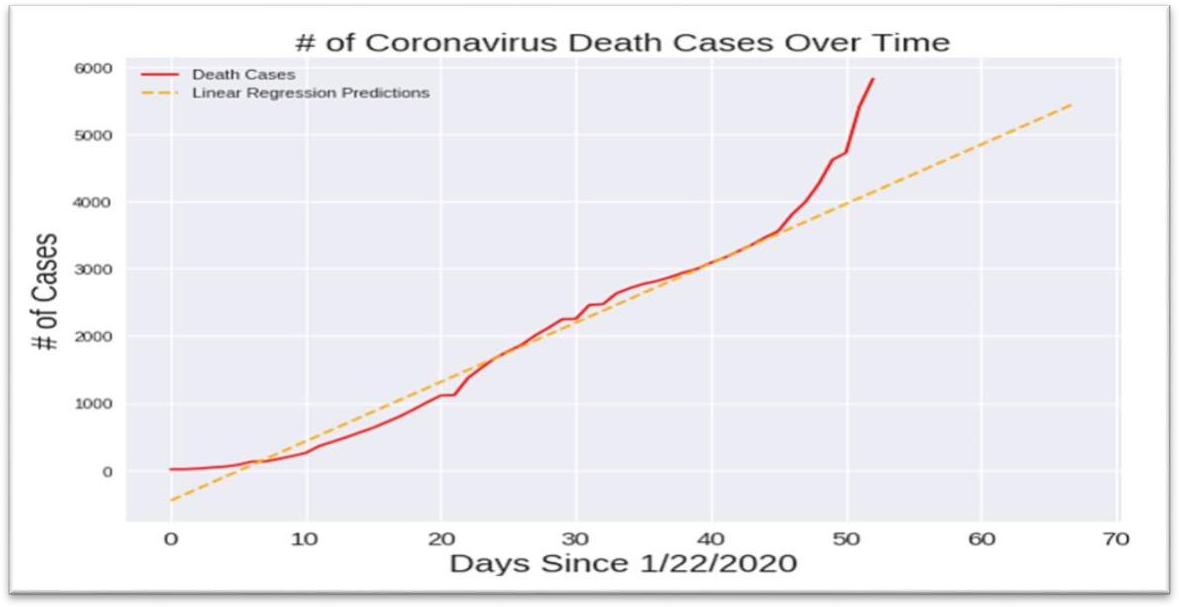 # of Coronavirus Death Cases Over Time
Death Cases
Linear Regression Predictions
6000
5000
4000
3000
2000
1000
0
# of Cases
0 10 20 30 40 50 60 70
Days Since 1/22/2020